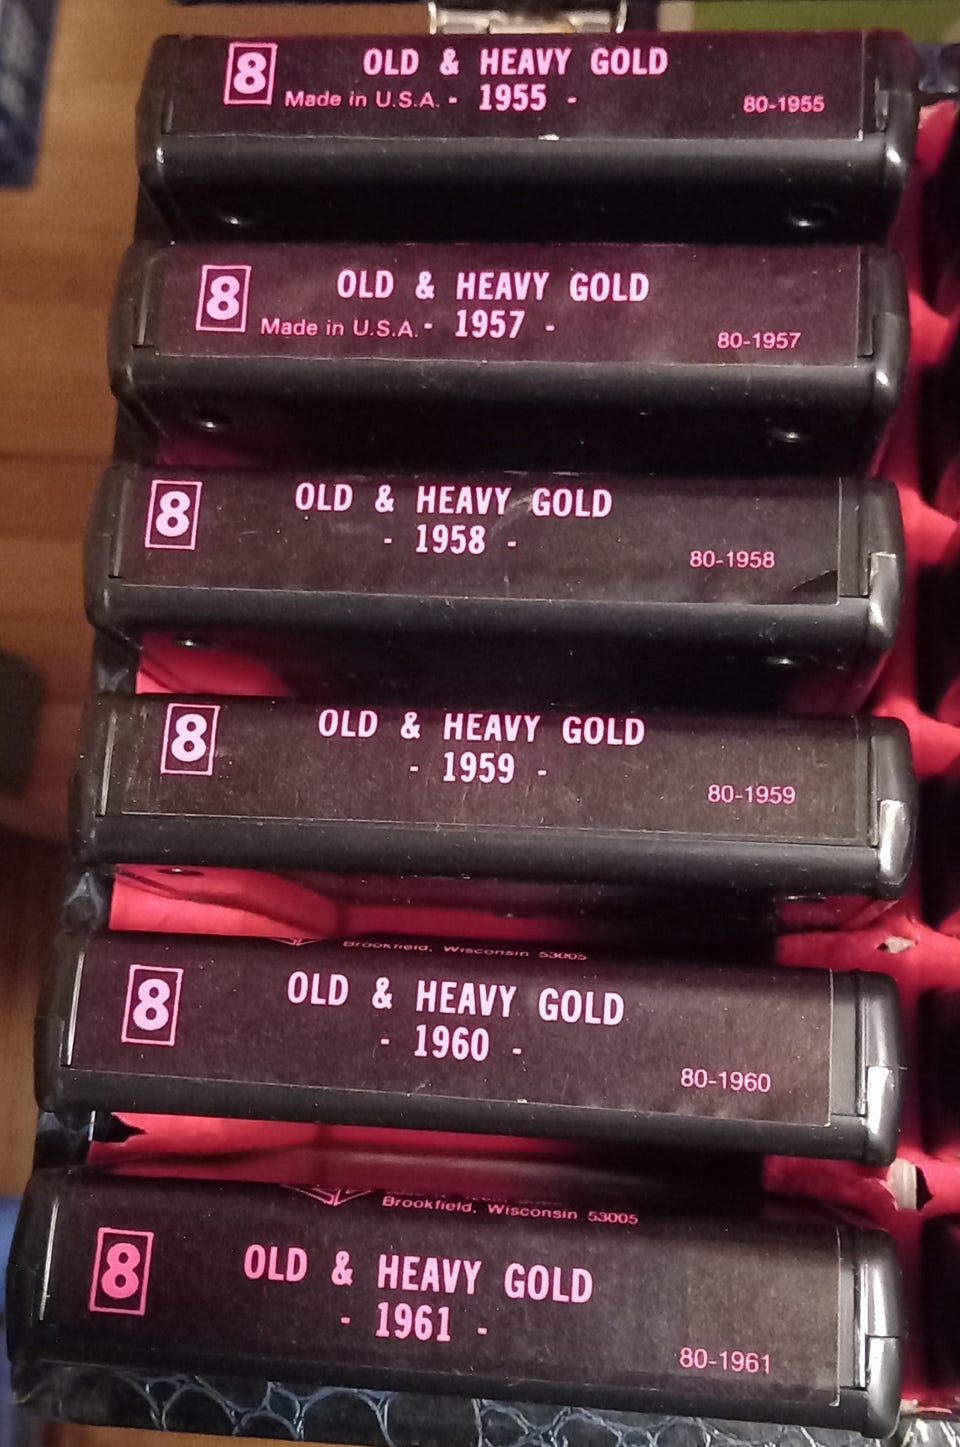 8
OLD & HEAVY GOLD
Made in U.S.A. - 1955 -
80-1955
8
OLD & HEAVY GOLD
Made in U.S.A. - 1957 -
80-1957
8
OLD & HEAVY GOLD
- 1958 -
80-1958
8
OLD & HEAVY GOLD
- 1959 -
80-1959
Brookfield, Wisconsin 53005
8
OLD & HEAVY GOLD
- 1960 -
80-1960
Brookfield, Wisconsin 53005
8
OLD & HEAVY GOLD
- 1961 -
80-1961